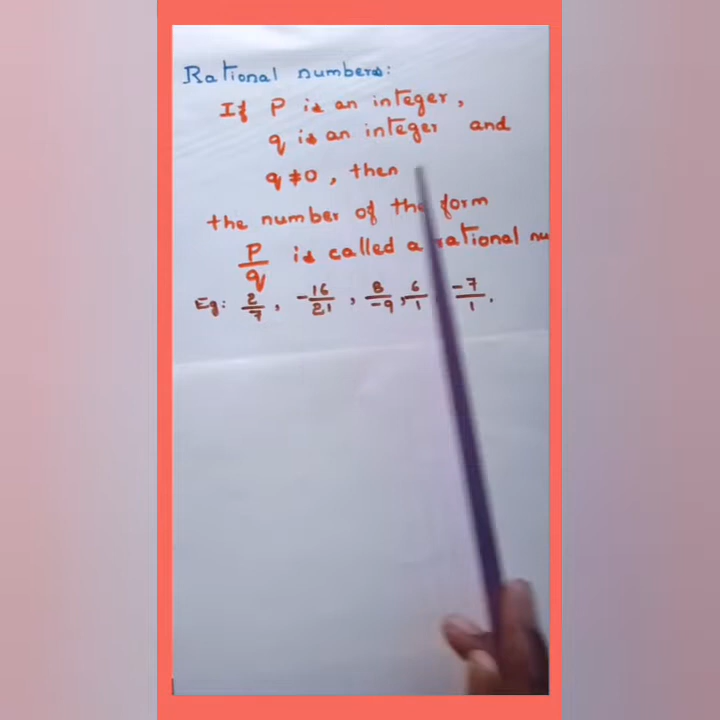 Rational numbers:
If P is an integer,
q is an integer and
q ≠ 0, then
the number of the form
P/q is called a rational nu
Eg: 2/7, -16/21, 8/-9, 6/1, -7/1.